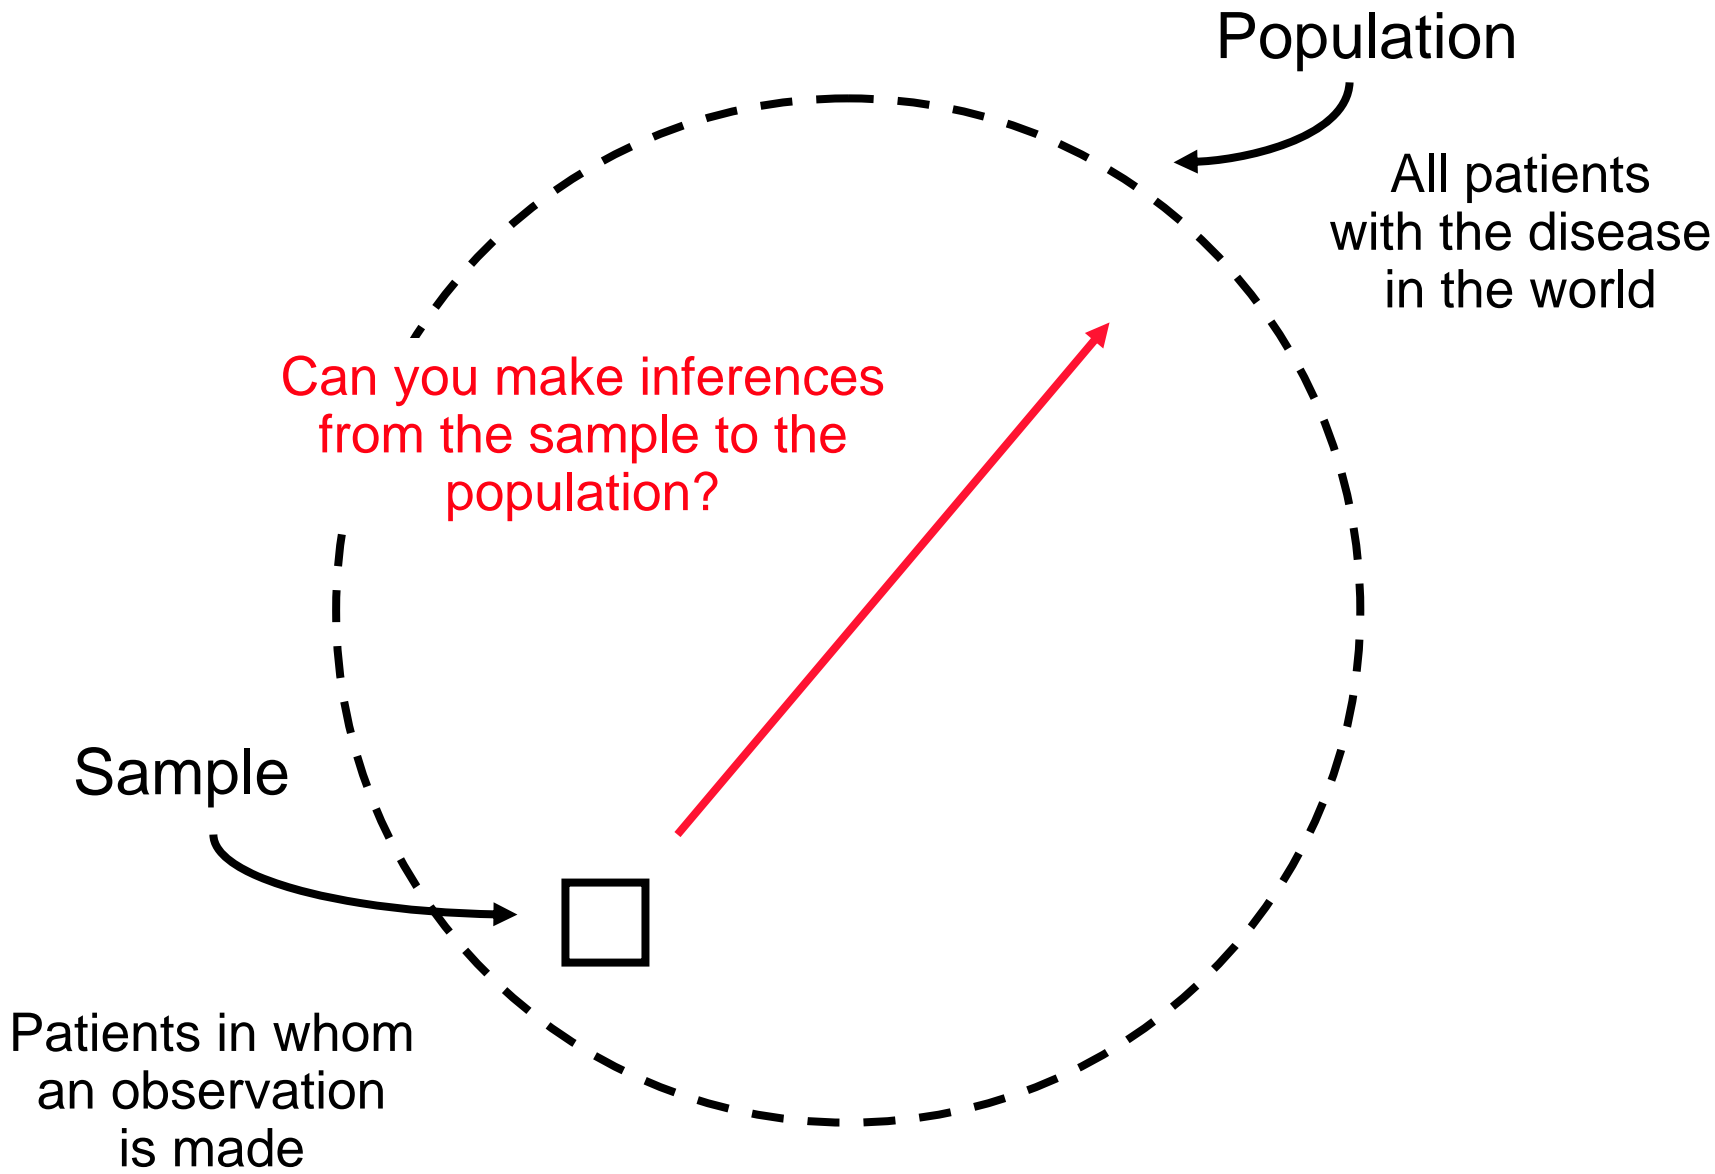 Population
All patients
with the disease
in the world
Can you make inferences
from the sample to the
population?
Sample
Patients in whom
an observation
is made